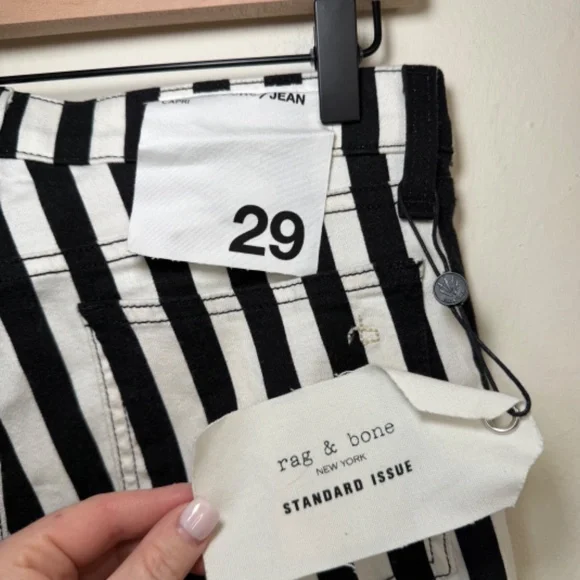 CAPRI /JEAN
29
rag & bone
NEW YORK
STANDARD ISSUE